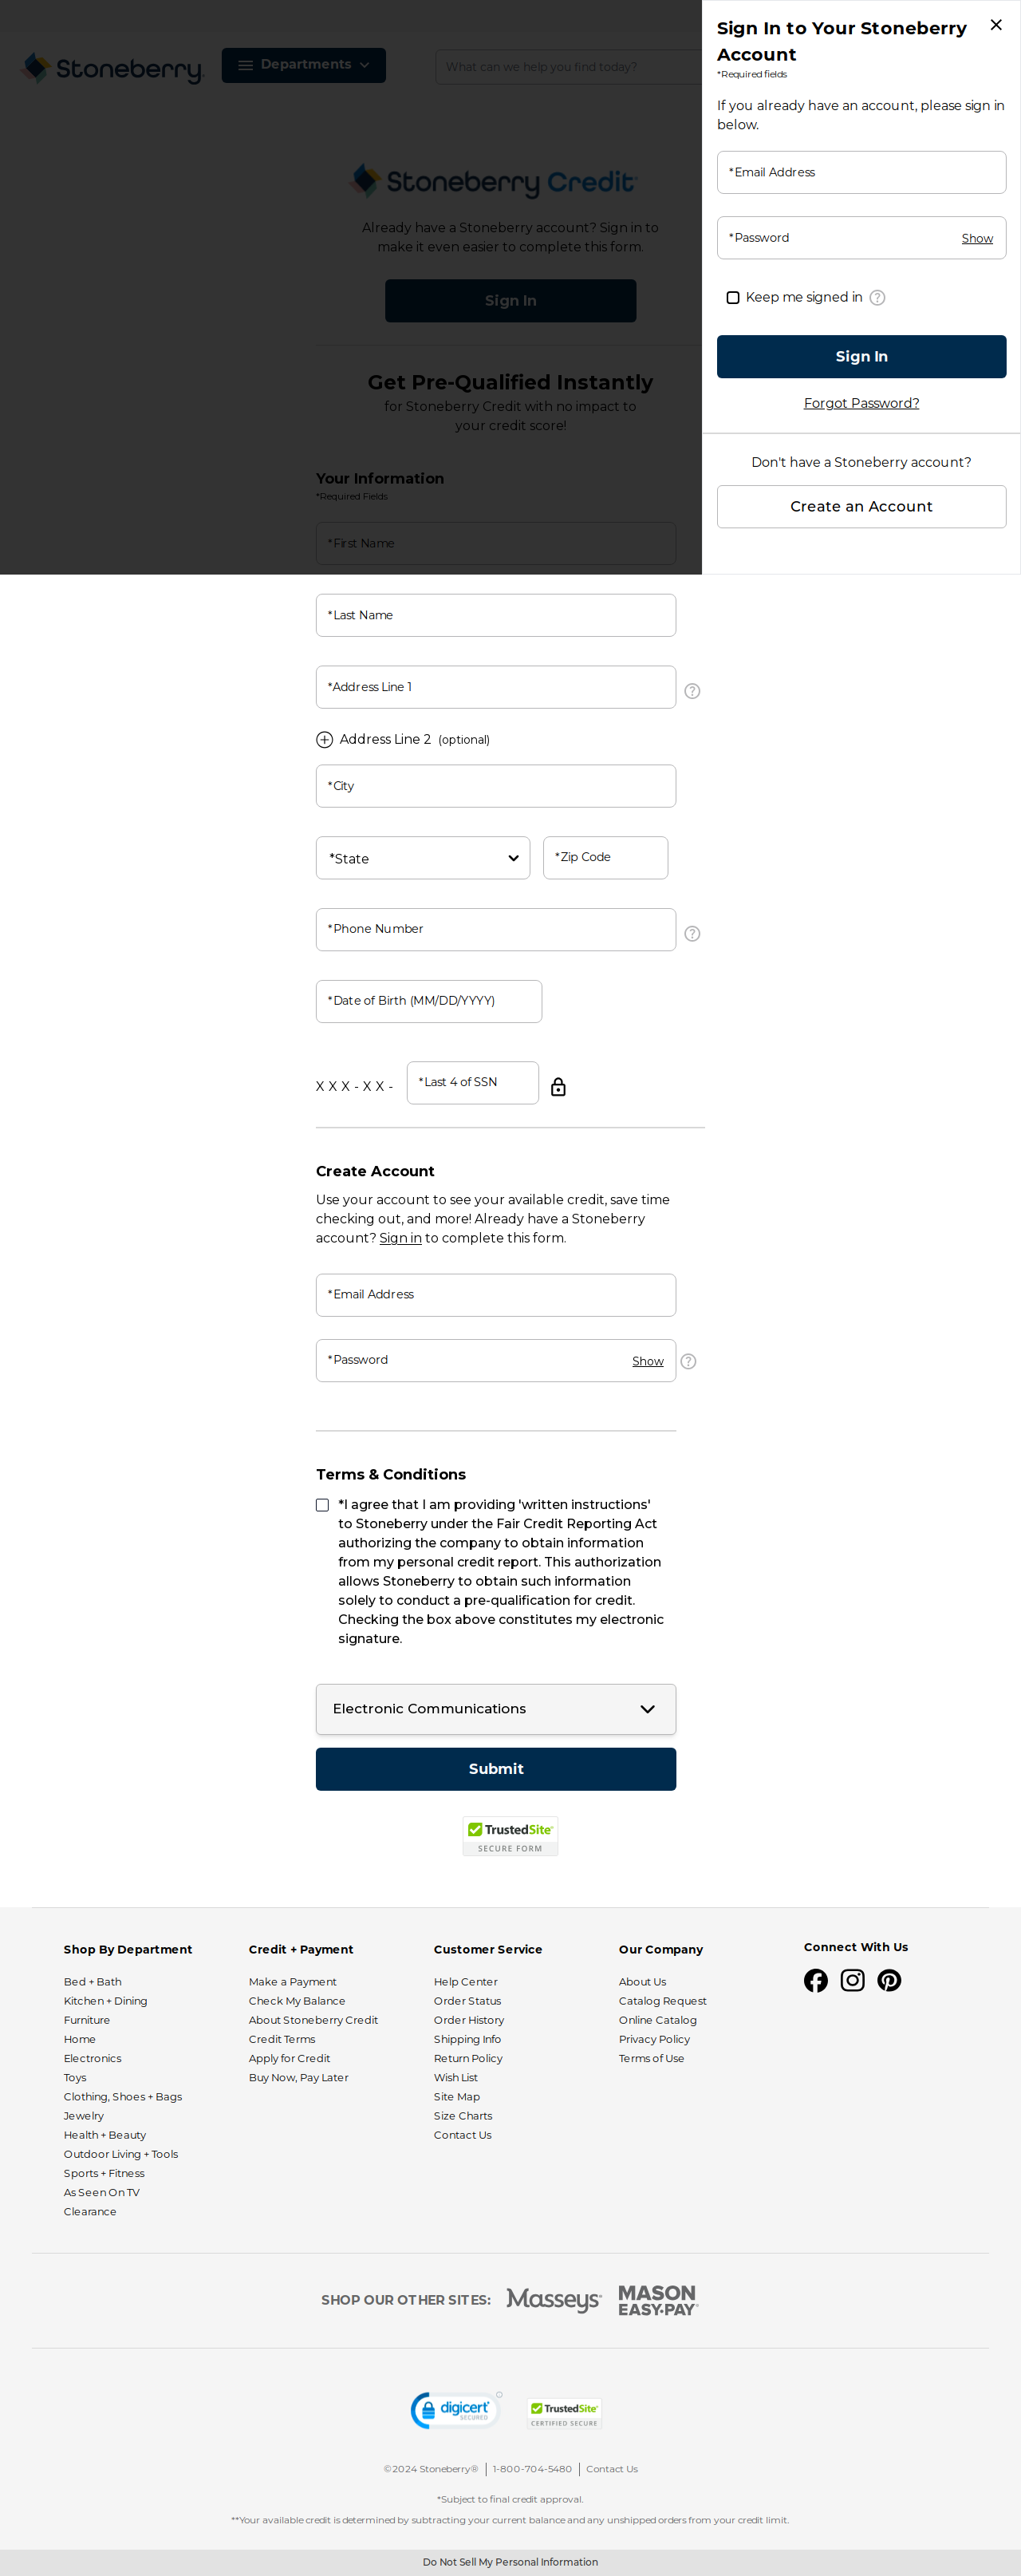 Stoneberry
Departments
What can we help you find today?
Stoneberry Credit
Already have a Stoneberry account? Sign in to
make it even easier to complete this form.
Sign In
Get Pre-Qualified Instantly
for Stoneberry Credit with no impact to
your credit score!
Your Information
*Required Fields
*First Name
Sign In to Your Stoneberry
Account
*Required fields
If you already have an account, please sign in
below.
*Email Address
*Password
Show
Keep me signed in
?
Sign In
Forgot Password?
Don't have a Stoneberry account?
Create an Account
*Last Name
*Address Line 1
?
Address Line 2 (optional)
*City
*State
*Zip Code
*Phone Number
?
*Date of Birth (MM/DD/YYYY)
X X X - X X -
*Last 4 of SSN
Create Account
Use your account to see your available credit, save time
checking out, and more! Already have a Stoneberry
account? Sign in to complete this form.
*Email Address
*Password
Show
?
Terms & Conditions
*I agree that I am providing 'written instructions'
to Stoneberry under the Fair Credit Reporting Act
authorizing the company to obtain information
from my personal credit report. This authorization
allows Stoneberry to obtain such information
solely to conduct a pre-qualification for credit.
Checking the box above constitutes my electronic
signature.
Electronic Communications
Submit
TrustedSite
SECURE FORM
Shop By Department
Bed + Bath
Kitchen + Dining
Furniture
Home
Electronics
Toys
Clothing, Shoes + Bags
Jewelry
Health + Beauty
Outdoor Living + Tools
Sports + Fitness
As Seen On TV
Clearance
Credit + Payment
Make a Payment
Check My Balance
About Stoneberry Credit
Credit Terms
Apply for Credit
Buy Now, Pay Later
Customer Service
Help Center
Order Status
Order History
Shipping Info
Return Policy
Wish List
Site Map
Size Charts
Contact Us
Our Company
About Us
Catalog Request
Online Catalog
Privacy Policy
Terms of Use
Connect With Us
SHOP OUR OTHER SITES:
Masseys
MASON
EASY•PAY
digicert
SECURED
TrustedSite
CERTIFIED SECURE
©2024 Stoneberry®
1-800-704-5480
Contact Us
*Subject to final credit approval.
**Your available credit is determined by subtracting your current balance and any unshipped orders from your credit limit.
Do Not Sell My Personal Information